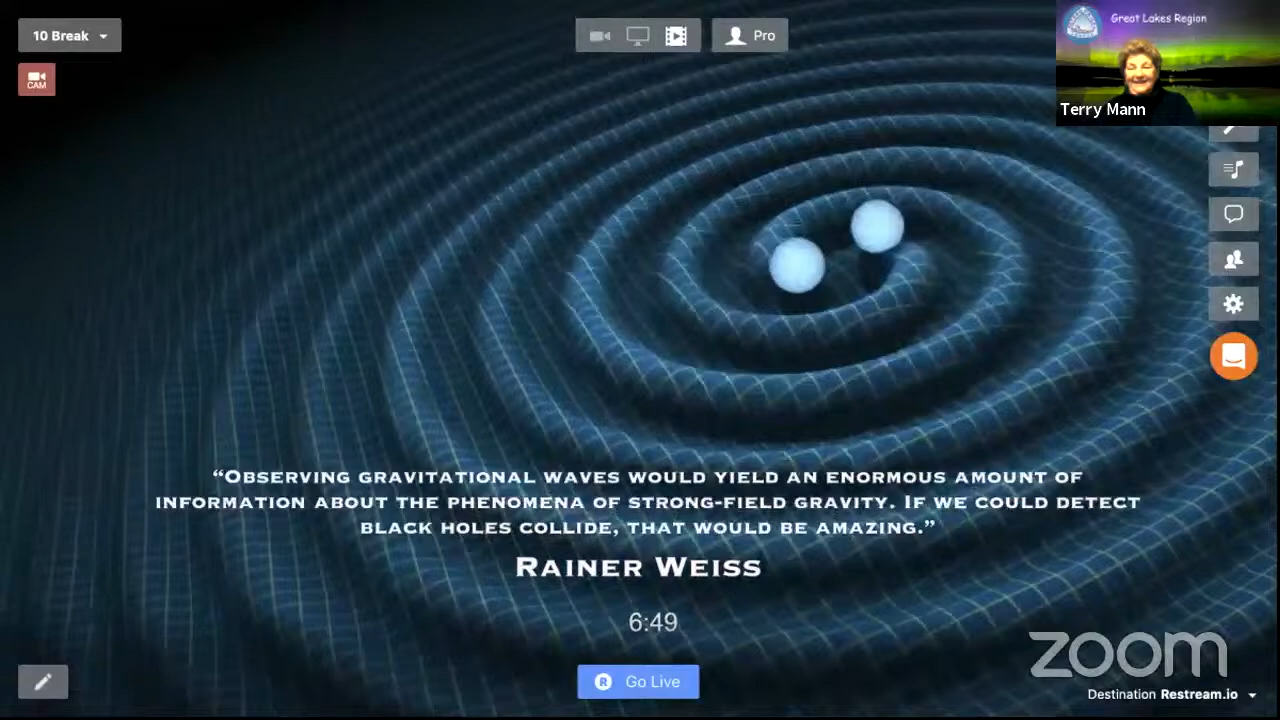 10 Break
Pro
Great Lakes Region
CAM
Terry Mann
“OBSERVING GRAVITATIONAL WAVES WOULD YIELD AN ENORMOUS AMOUNT OF
INFORMATION ABOUT THE PHENOMENA OF STRONG-FIELD GRAVITY. IF WE COULD DETECT
BLACK HOLES COLLIDE, THAT WOULD BE AMAZING.”
RAINER WEISS
6:49
R Go Live
zoom
Destination Restream.io